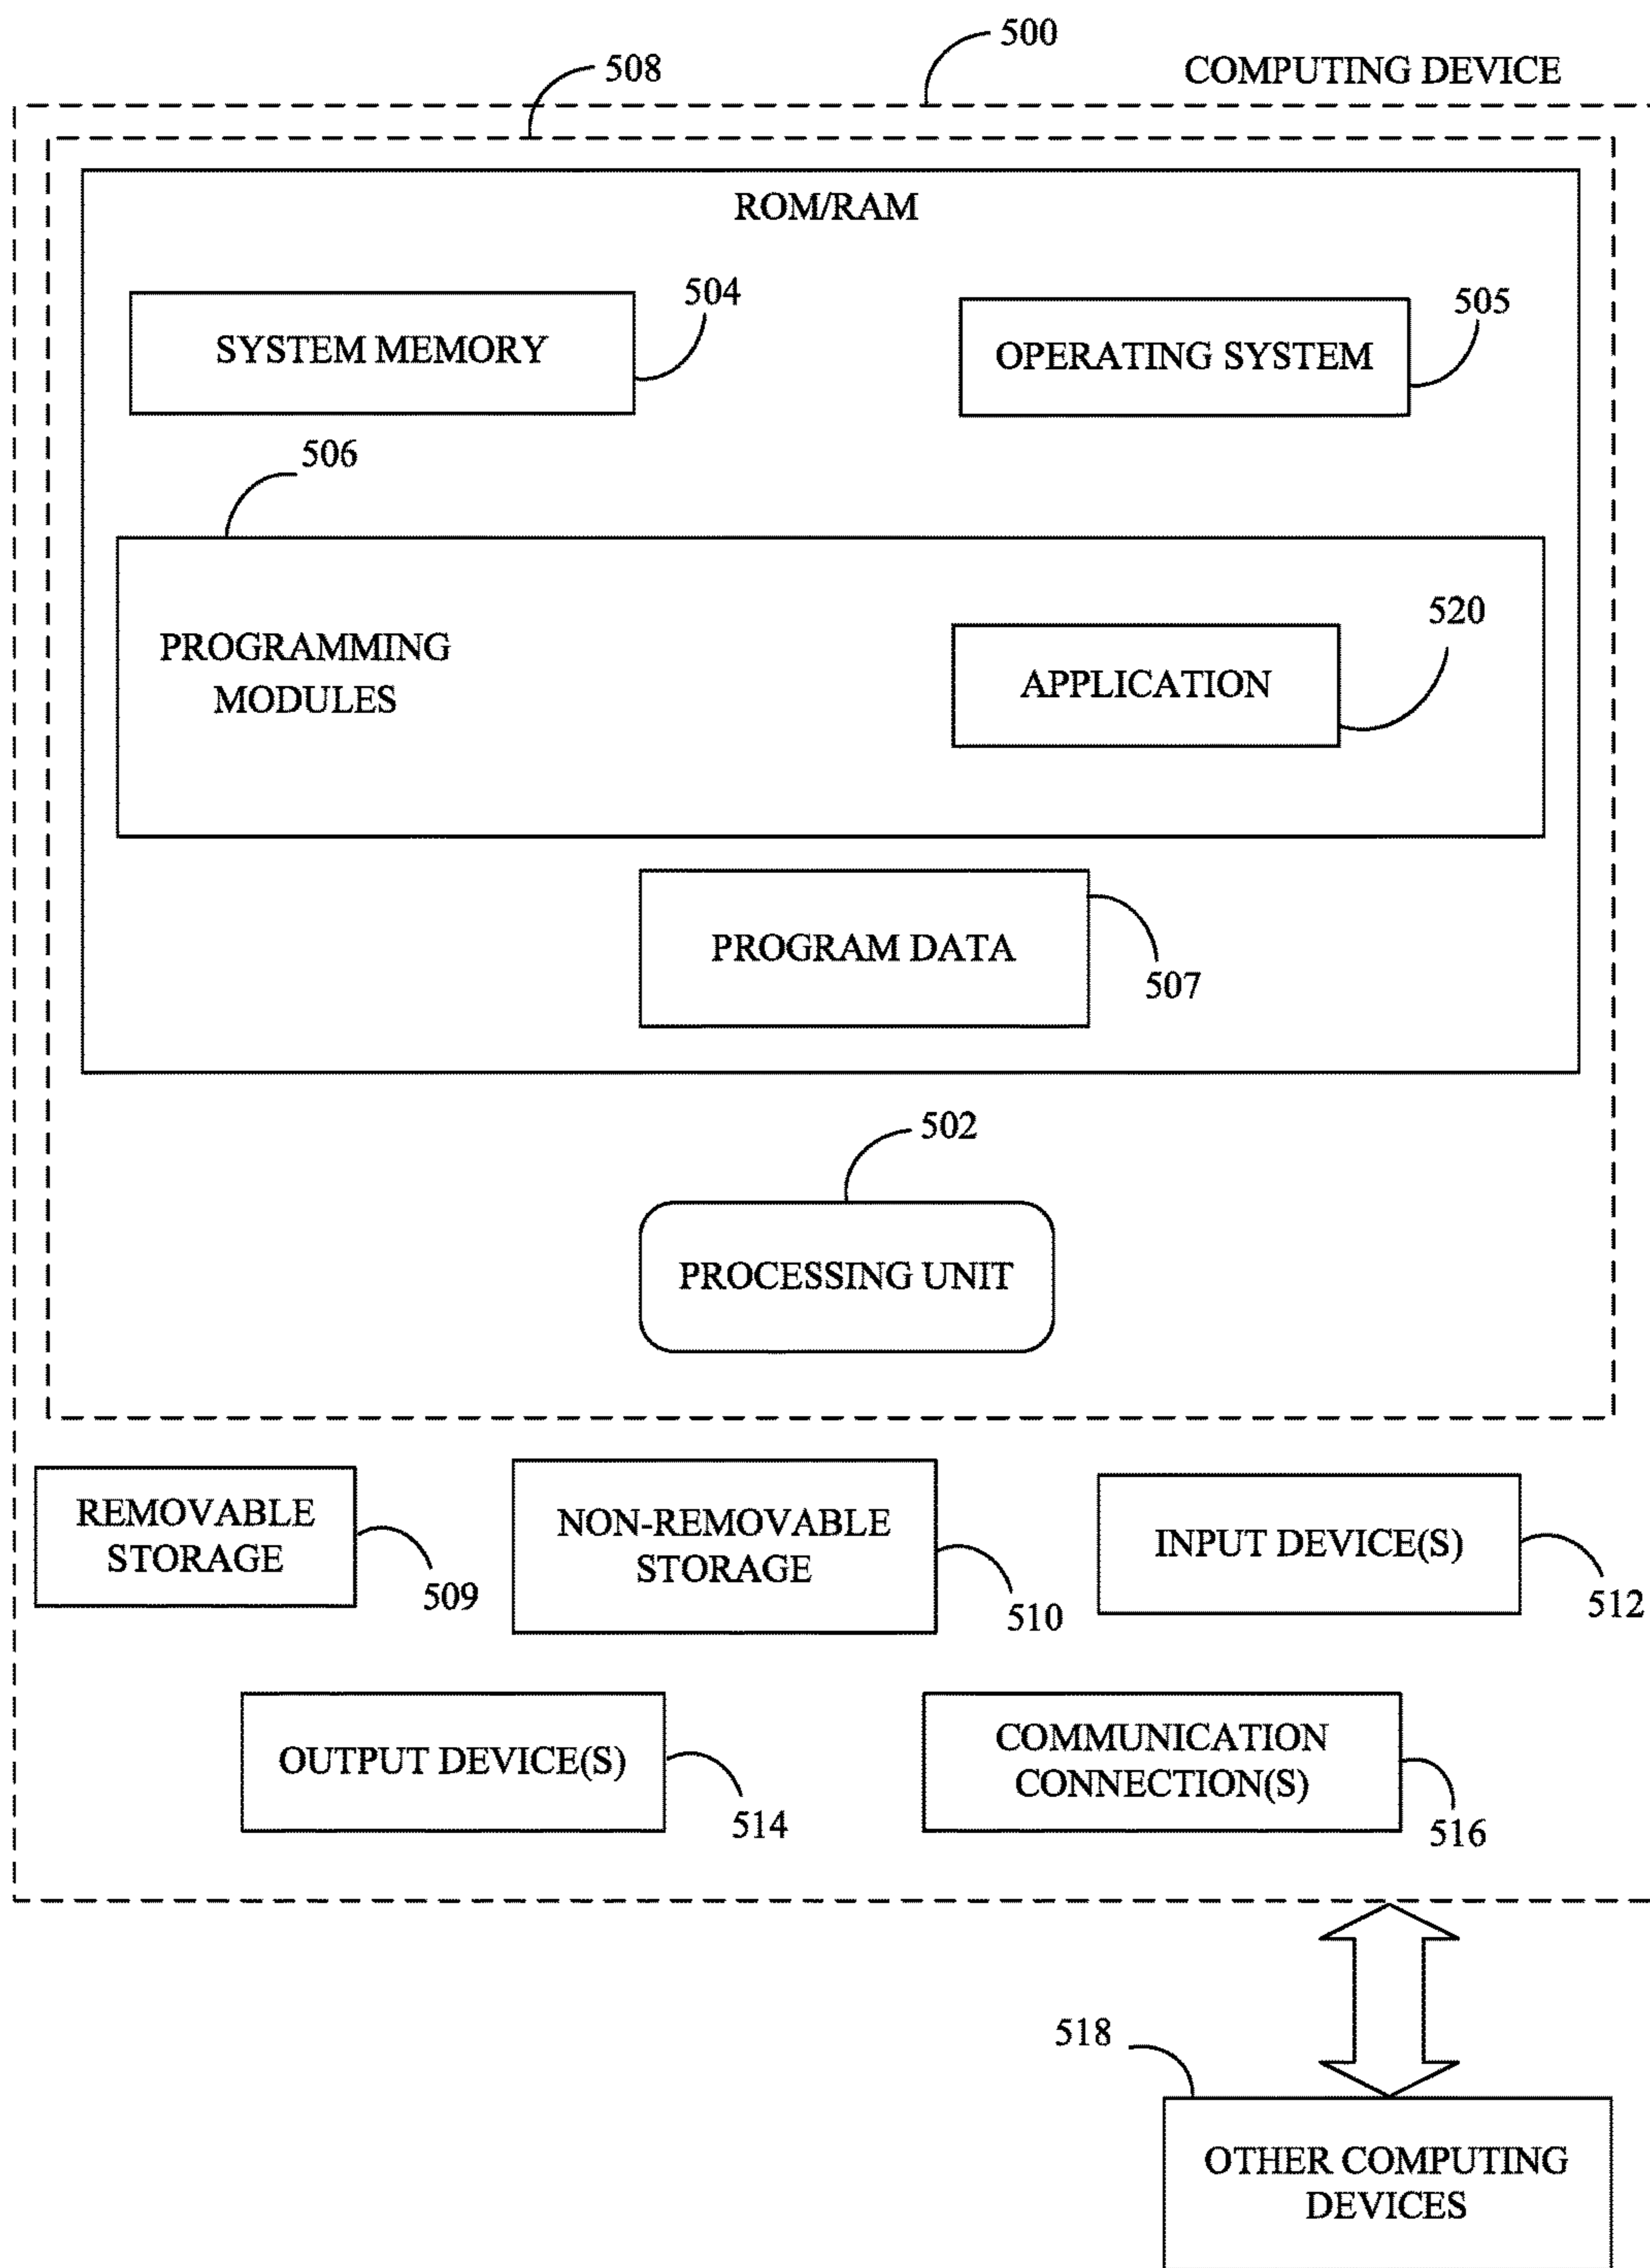 500
508
COMPUTING DEVICE
ROM/RAM
504
505
SYSTEM MEMORY
OPERATING SYSTEM
506
520
PROGRAMMING
MODULES
APPLICATION
PROGRAM DATA
507
502
PROCESSING UNIT
REMOVABLE
STORAGE
509
NON-REMOVABLE
STORAGE
510
INPUT DEVICE(S)
512
OUTPUT DEVICE(S)
514
COMMUNICATION
CONNECTION(S)
516
518
OTHER COMPUTING
DEVICES